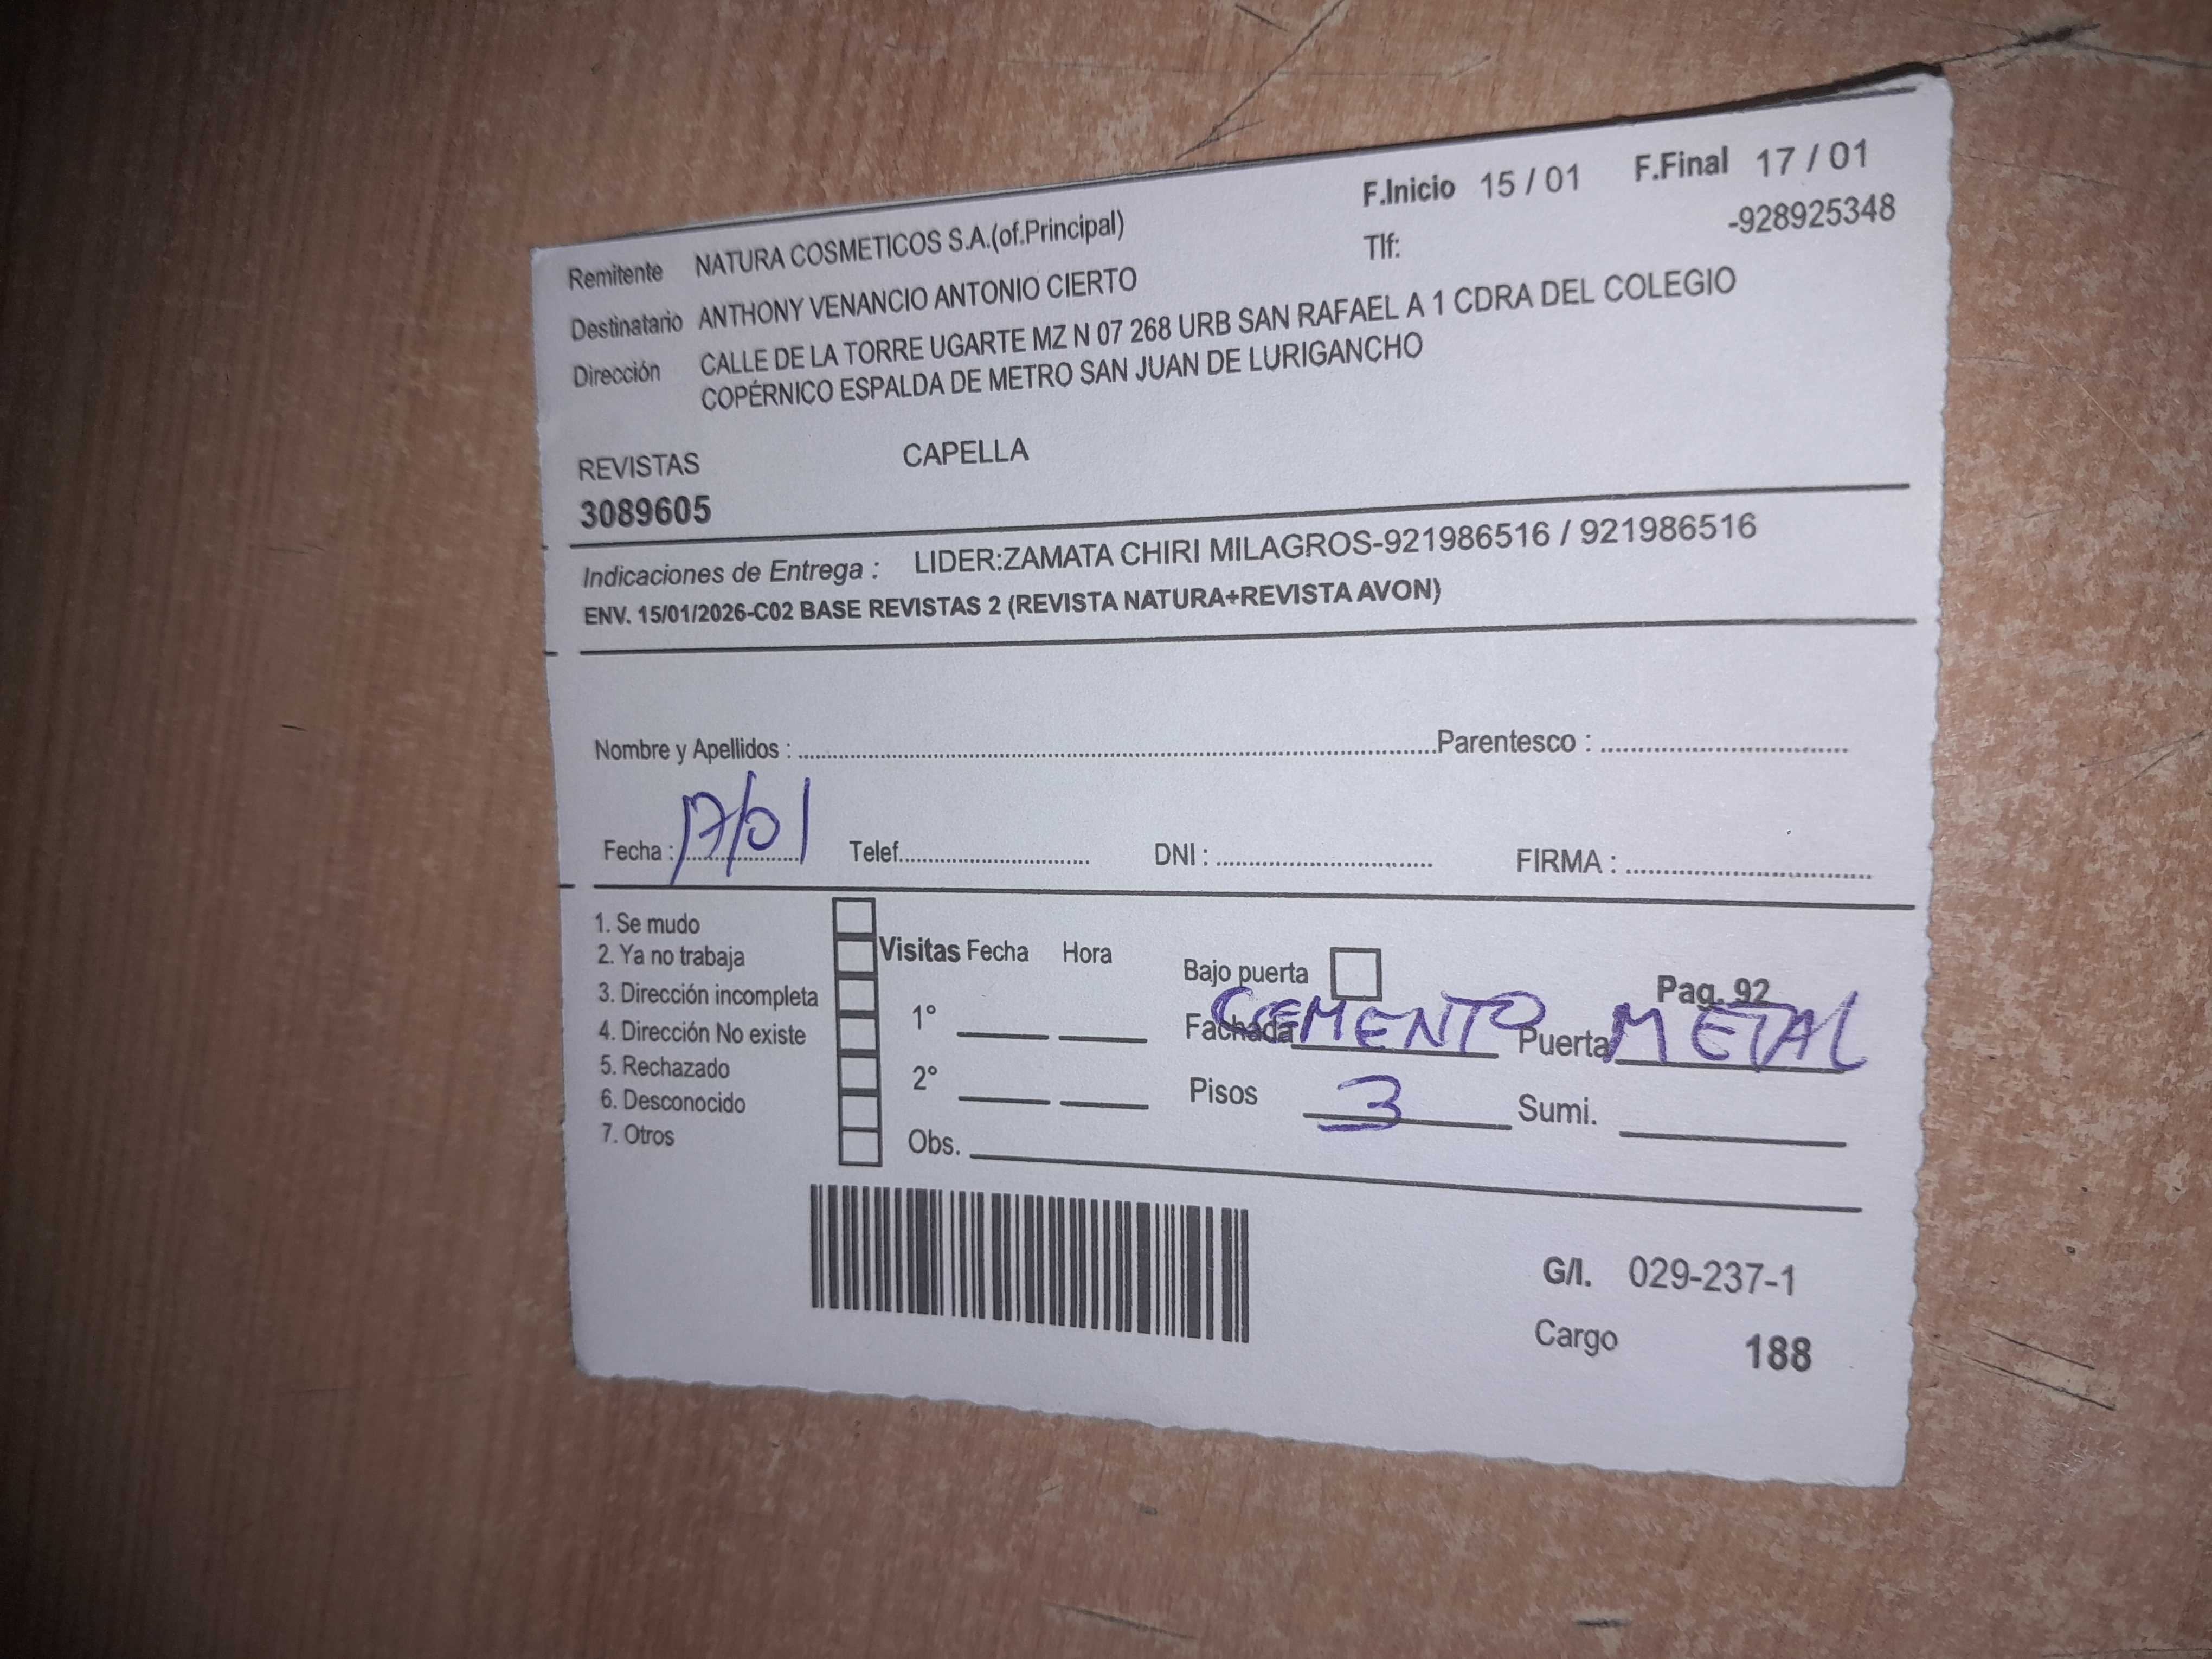 F.Inicio 15 / 01 F.Final 17 / 01
Remitente NATURA COSMETICOS S.A.(of.Principal) Tlf: -928925348
Destinatario ANTHONY VENANCIO ANTONIO CIERTO
Dirección CALLE DE LA TORRE UGARTE MZ N 07 268 URB SAN RAFAEL A 1 CDRA DEL COLEGIO
COPÉRNICO ESPALDA DE METRO SAN JUAN DE LURIGANCHO
REVISTAS CAPELLA
3089605
Indicaciones de Entrega : LIDER:ZAMATA CHIRI MILAGROS-921986516 / 921986516
ENV. 15/01/2026-C02 BASE REVISTAS 2 (REVISTA NATURA+REVISTA AVON)
Nombre y Apellidos : Parentesco :
Fecha : 17/01 Telef. DNI : FIRMA :
1. Se mudo
2. Ya no trabaja
3. Dirección incompleta
4. Dirección No existe
5. Rechazado
6. Desconocido
7. Otros
Visitas Fecha Hora
1°
2°
Obs.
Bajo puerta Pag. 92
Fachada CEMENTO Puerta METAL
Pisos 3 Sumi.
G/I. 029-237-1
Cargo 188